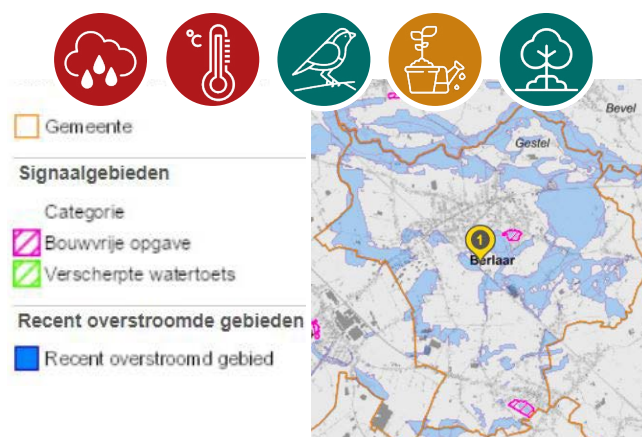 °C
Gemeente
Signaalgebieden
Categorie
Bouwvrije opgave
Verscherpte watertoets
Recent overstroomde gebieden
Recent overstroomd gebied
Bevel
Gestel
1
Berlaar